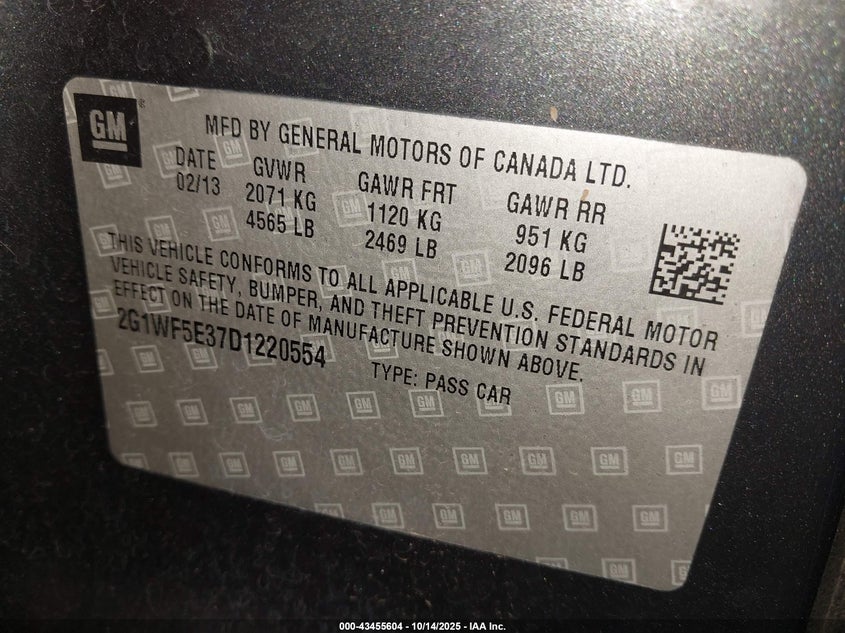 GM
MFD BY GENERAL MOTORS OF CANADA LTD.
DATE GVWR GAWR FRT GAWR RR
02/13 2071 KG 1120 KG 951 KG
4565 LB 2469 LB 2096 LB
THIS VEHICLE CONFORMS TO ALL APPLICABLE U.S. FEDERAL MOTOR
VEHICLE SAFETY, BUMPER, AND THEFT PREVENTION STANDARDS IN
EFFECT ON THE DATE OF MANUFACTURE SHOWN ABOVE.
2G1WF5E37D1220554 TYPE: PASS CAR
000-43455604 - 10/14/2025 - IAA Inc.